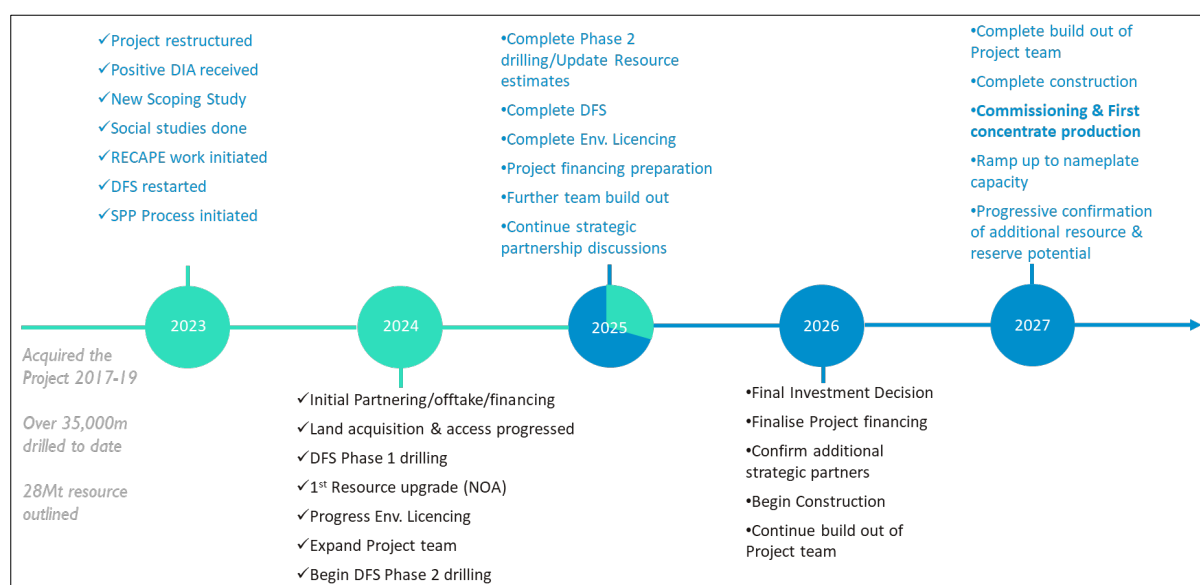 ✓Project restructured
✓Positive DIA received
✓New Scoping Study
✓Social studies done
✓RECAPE work initiated
✓DFS restarted
✓SPP Process initiated
•Complete Phase 2
drilling/Update Resource
estimates
•Complete DFS
•Complete Env. Licencing
•Project financing preparation
•Further team build out
•Continue strategic
partnership discussions
•Complete build out of
Project team
•Complete construction
•Commissioning & First
concentrate production
•Ramp up to nameplate
capacity
•Progressive confirmation
of additional resource &
reserve potential
2023
2024
2025
2026
2027
Acquired the
Project 2017-19
Over 35,000m
drilled to date
28Mt resource
outlined
✓Initial Partnering/offtake/financing
✓Land acquisition & access progressed
✓DFS Phase 1 drilling
✓1st Resource upgrade (NOA)
✓Progress Env. Licencing
✓Expand Project team
✓Begin DFS Phase 2 drilling
•Final Investment Decision
•Finalise Project financing
•Confirm additional
strategic partners
•Begin Construction
•Continue build out of
Project team